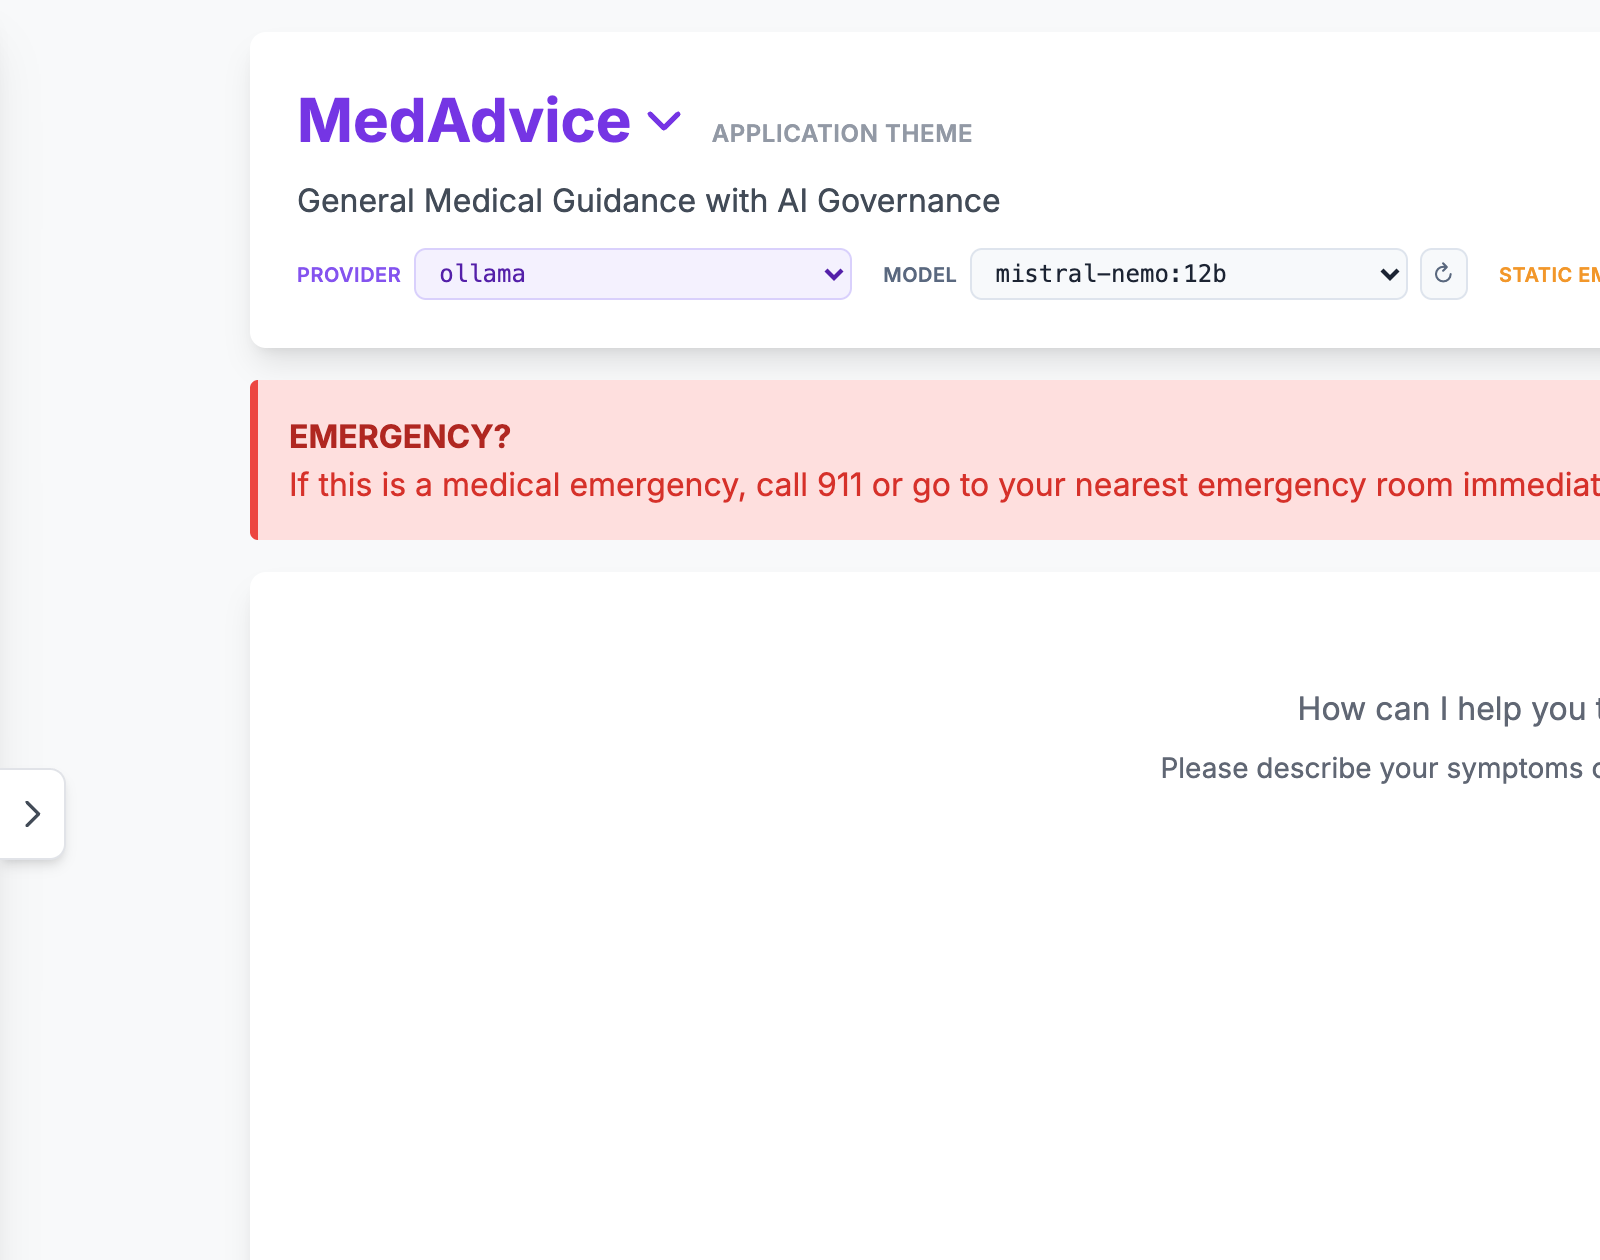 MedAdvice APPLICATION THEME
General Medical Guidance with AI Governance
PROVIDER ollama MODEL mistral-nemo:12b STATIC
EMERGENCY?
If this is a medical emergency, call 911 or go to your nearest emergency room
How can I help you
Please describe your symptoms